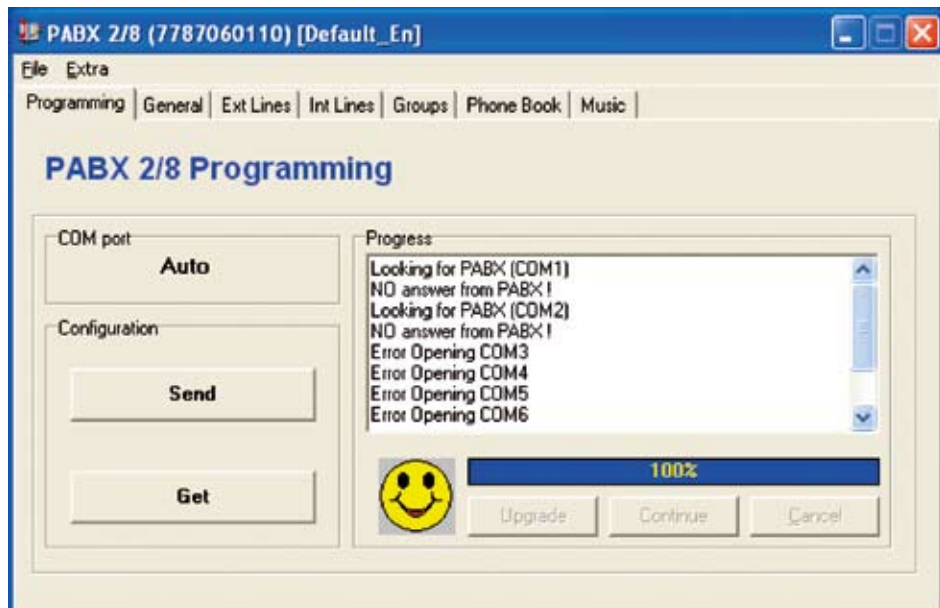 PABX 2/8 (7787060110) [Default_En]
File Extra
Programming General Ext Lines Int Lines Groups Phone Book Music
PABX 2/8 Programming
COM port
Auto
Configuration
Send
Get
Progress
Looking for PABX (COM1)
NO answer from PABX !
Looking for PABX (COM2)
NO answer from PABX !
Error Opening COM3
Error Opening COM4
Error Opening COM5
Error Opening COM6
100%
Upgrade Continue Cancel